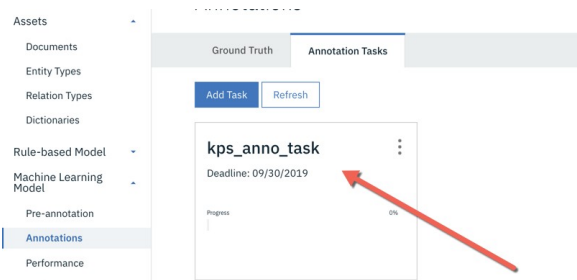 Assets
Documents
Entity Types
Relation Types
Dictionaries
Rule-based Model
Machine Learning
Model
Pre-annotation
Annotations
Performance
Ground Truth
Annotation Tasks
Add Task
Refresh
kps_anno_task
Deadline: 09/30/2019
Progress
0%